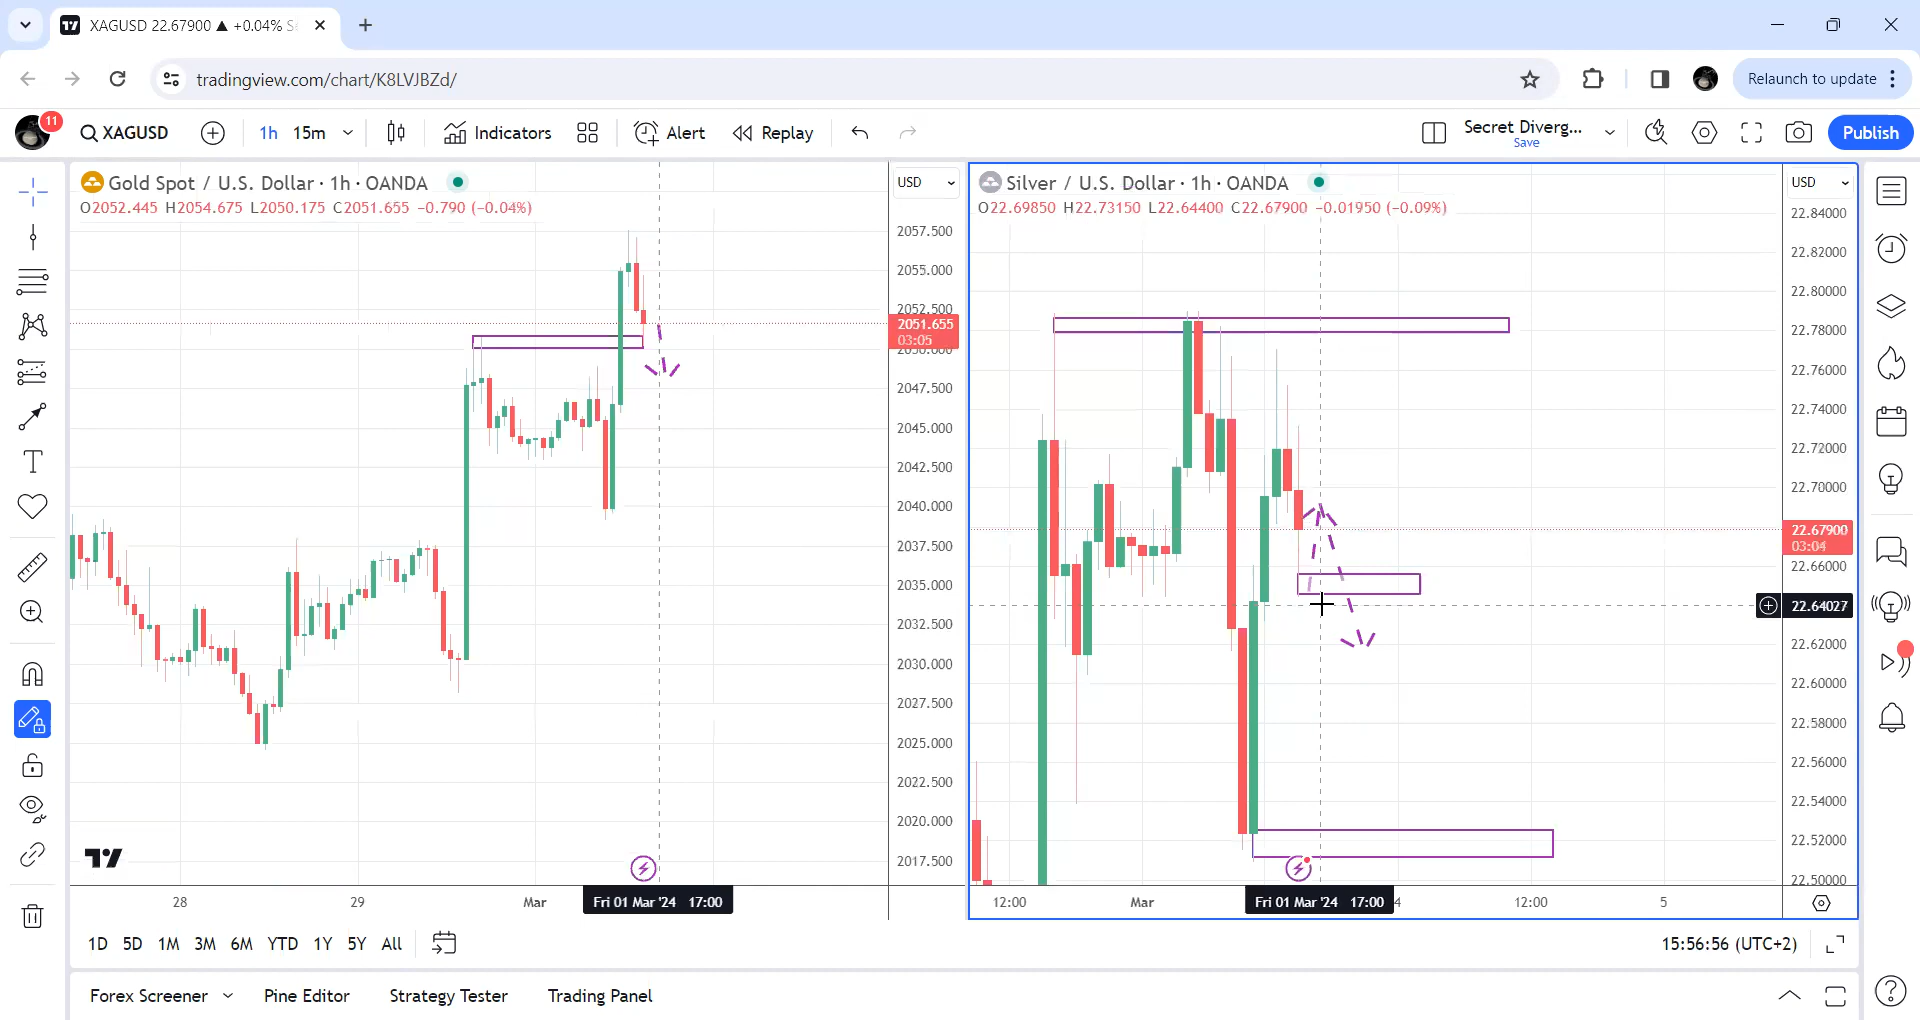 XAGUSD 22.67900 ▲ +0.04% S
tradingview.com/chart/K8LVJBZd/
Relaunch to update
11
XAGUSD
1h 15m
Indicators
Alert
Replay
Secret Diverg...
Save
Publish
Gold Spot / U.S. Dollar · 1h · OANDA
O2052.445 H2054.675 L2050.175 C2051.655 −0.790 (−0.04%)
USD
2057.500
2055.000
2052.500
2051.655
03:05
2050.000
2047.500
2045.000
2042.500
2040.000
2037.500
2035.000
2032.500
2030.000
2027.500
2025.000
2022.500
2020.000
2017.500
28 29 Mar Fri 01 Mar '24 17:00
Silver / U.S. Dollar · 1h · OANDA
O22.69850 H22.73150 L22.64400 C22.67900 −0.01950 (−0.09%)
USD
22.84000
22.82000
22.80000
22.78000
22.76000
22.74000
22.72000
22.70000
22.67900
03:04
22.66000
22.64027
22.62000
22.60000
22.58000
22.56000
22.54000
22.52000
22.50000
12:00 Mar Fri 01 Mar '24 17:00 4 12:00 5
1D 5D 1M 3M 6M YTD 1Y 5Y All
15:56:56 (UTC+2)
Forex Screener Pine Editor Strategy Tester Trading Panel